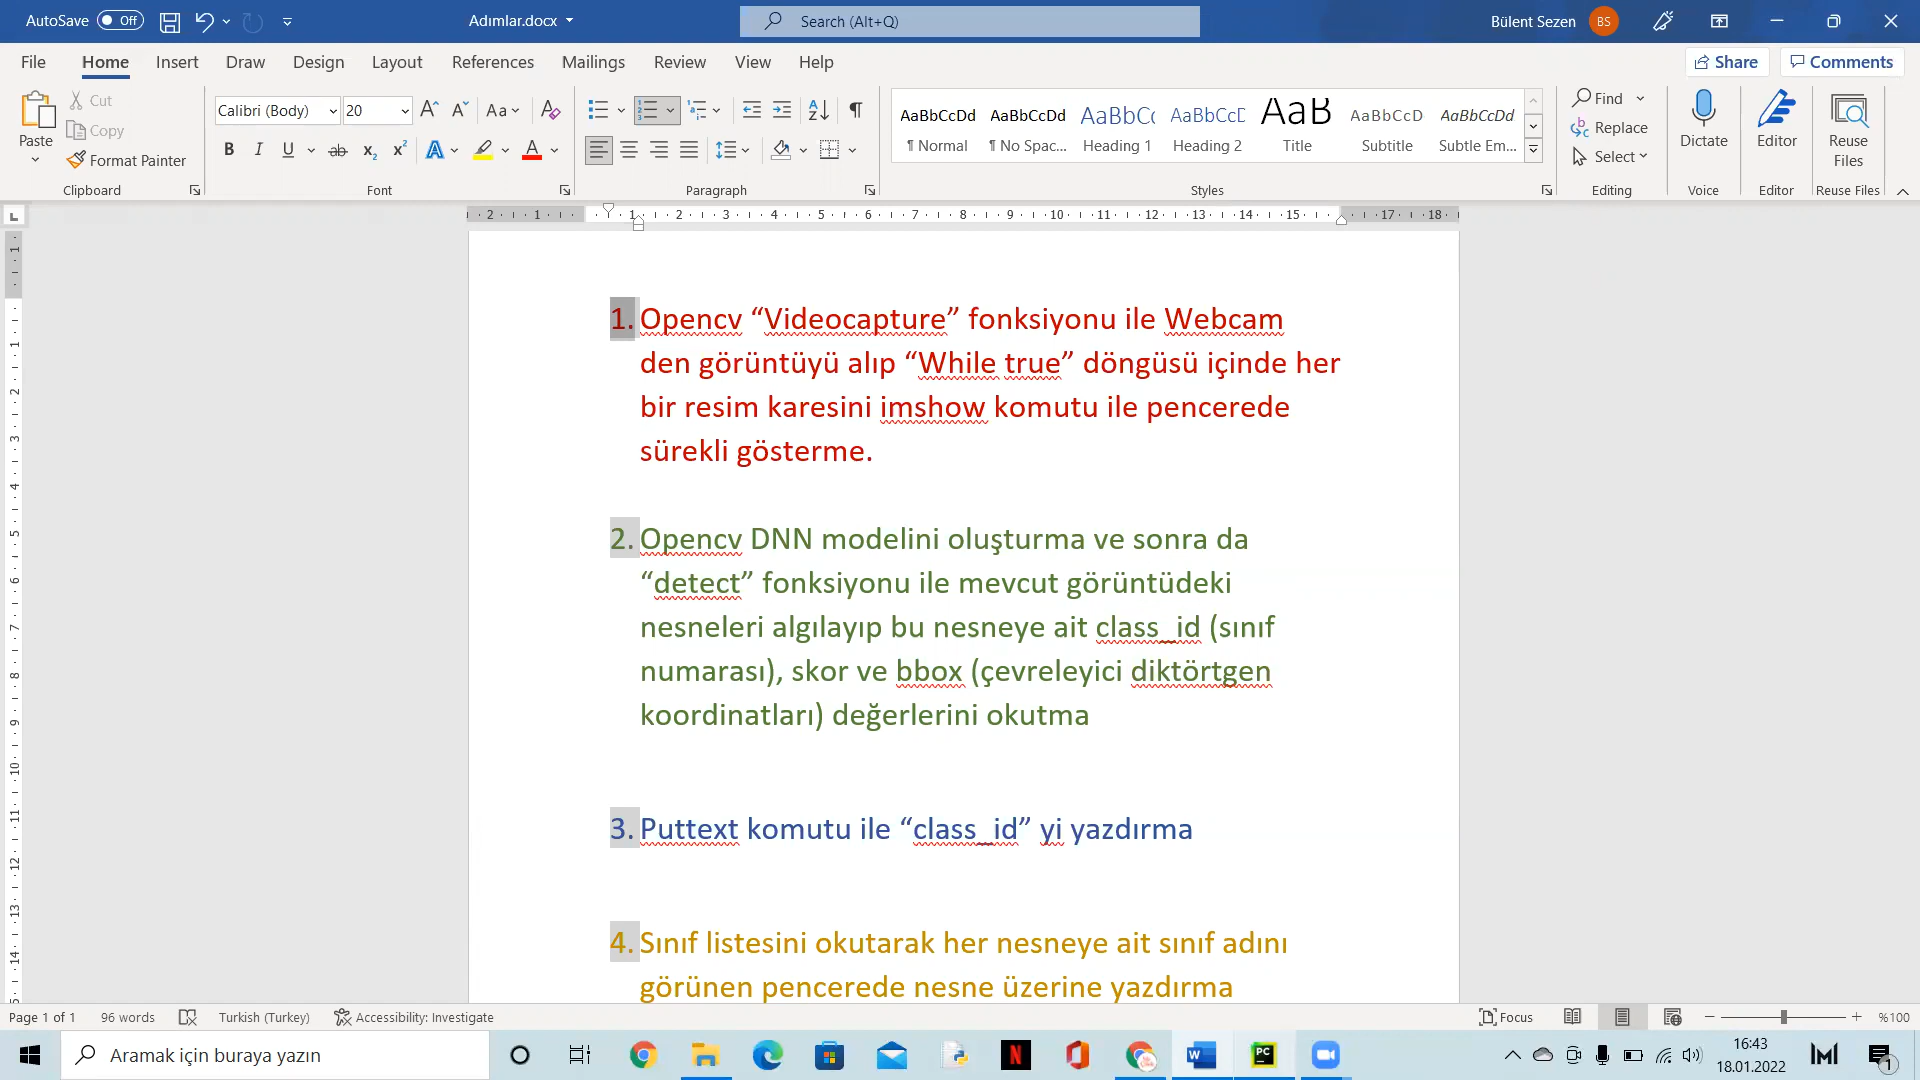 AutoSave Off
Adımlar.docx
Search (Alt+Q)
Bülent Sezen BS
File Home Insert Draw Design Layout References Mailings Review View Help
Share Comments
Paste
Cut
Copy
Format Painter
Clipboard
Calibri (Body) 20
Font
Paragraph
AaBbCcDd AaBbCcDd AaBbCc AaBbCcD AaB AaBbCcD AaBbCcDd
¶ Normal ¶ No Spac... Heading 1 Heading 2 Title Subtitle Subtle Em...
Styles
Find
Replace
Select
Editing
Dictate
Voice
Editor
Editor
Reuse
Files
Reuse Files
1. Opencv “Videocapture” fonksiyonu ile Webcam
den görüntüyü alıp “While true” döngüsü içinde her
bir resim karesini imshow komutu ile pencerede
sürekli gösterme.
2. Opencv DNN modelini oluşturma ve sonra da
“detect” fonksiyonu ile mevcut görüntüdeki
nesneleri algılayıp bu nesneye ait class_id (sınıf
numarası), skor ve bbox (çevreleyici diktörtgen
koordinatları) değerlerini okutma
3. Puttext komutu ile “class_id” yi yazdırma
4. Sınıf listesini okutarak her nesneye ait sınıf adını
görünen pencerede nesne üzerine yazdırma
Page 1 of 1 96 words Turkish (Turkey) Accessibility: Investigate
Focus %100
Aramak için buraya yazın
16:43
18.01.2022
1